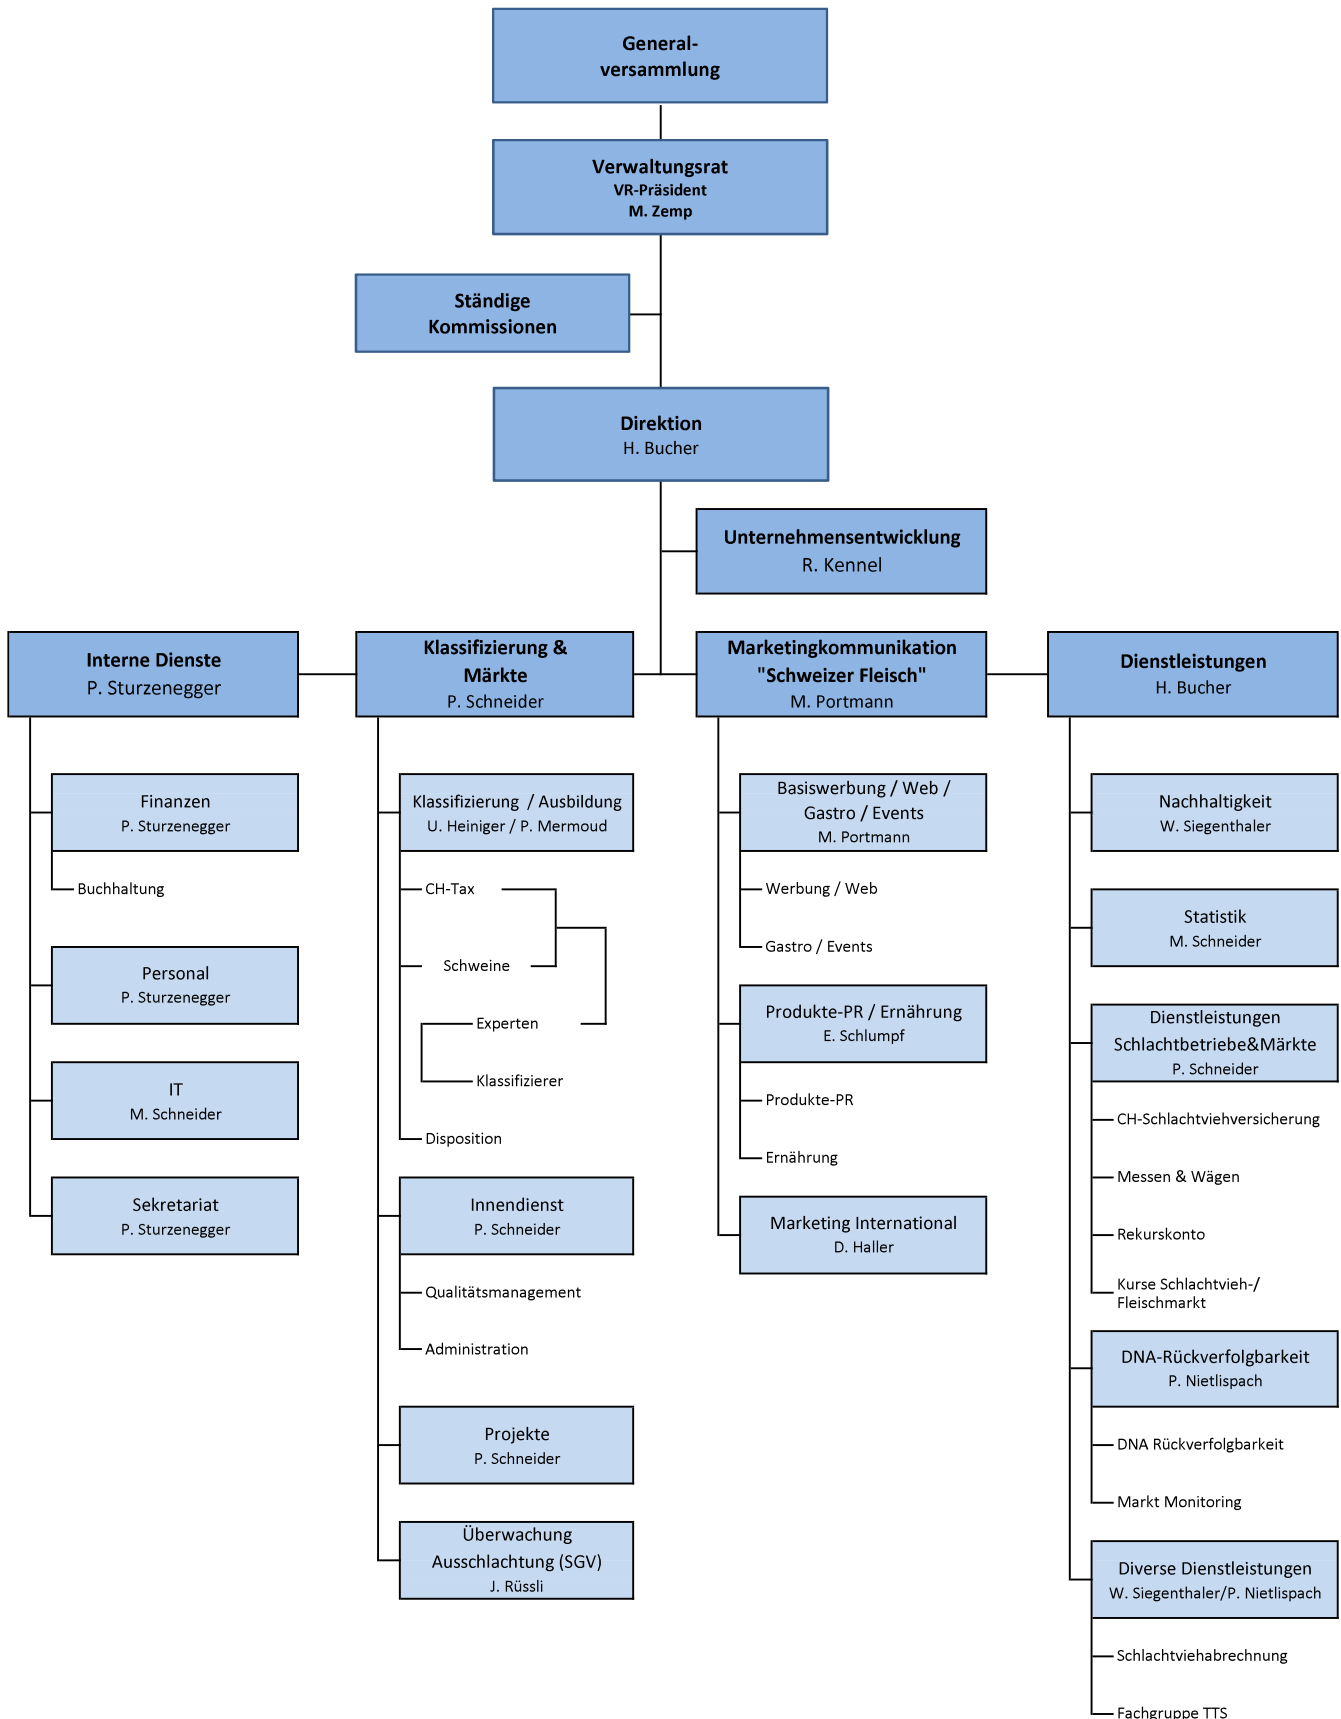 General-
versammlung
Verwaltungsrat
VR-Präsident
M. Zemp
Ständige
Kommissionen
Direktion
H. Bucher
Unternehmensentwicklung
R. Kennel
Interne Dienste
P. Sturzenegger
Finanzen
P. Sturzenegger
Buchhaltung
Personal
P. Sturzenegger
IT
M. Schneider
Sekretariat
P. Sturzenegger
Klassifizierung &
Märkte
P. Schneider
Klassifizierung / Ausbildung
U. Heiniger / P. Mermoud
CH-Tax
Schweine
Experten
Klassifizierer
Disposition
Innendienst
P. Schneider
Qualitätsmanagement
Administration
Projekte
P. Schneider
Überwachung
Ausschlachtung (SGV)
J. Rüssli
Marketingkommunikation
"Schweizer Fleisch"
M. Portmann
Basiswerbung / Web /
Gastro / Events
M. Portmann
Werbung / Web
Gastro / Events
Produkte-PR / Ernährung
E. Schlumpf
Produkte-PR
Ernährung
Marketing International
D. Haller
Dienstleistungen
H. Bucher
Nachhaltigkeit
W. Siegenthaler
Statistik
M. Schneider
Dienstleistungen
Schlachtbetriebe&Märkte
P. Schneider
CH-Schlachtviehversicherung
Messen & Wägen
Rekurskonto
Kurse Schlachtvieh-/
Fleischmarkt
DNA-Rückverfolgbarkeit
P. Nietlispach
DNA Rückverfolgbarkeit
Markt Monitoring
Diverse Dienstleistungen
W. Siegenthaler/P. Nietlispach
Schlachtviehabrechnung
Fachgruppe TTS